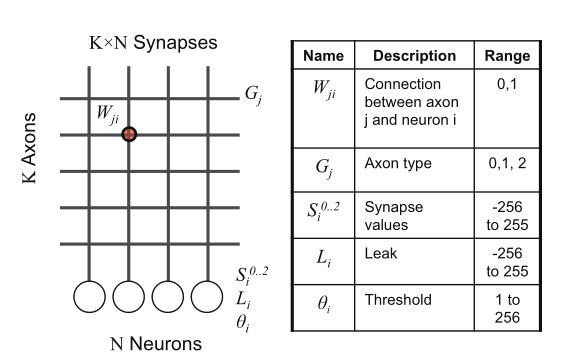 K×N Synapses
K Axons
G_j
W_ji
S_i^0..2
L_i
θ_i
N Neurons
Name Description Range
W_ji Connection between axon j and neuron i 0,1
G_j Axon type 0,1, 2
S_i^0..2 Synapse values -256 to 255
L_i Leak -256 to 255
θ_i Threshold 1 to 256